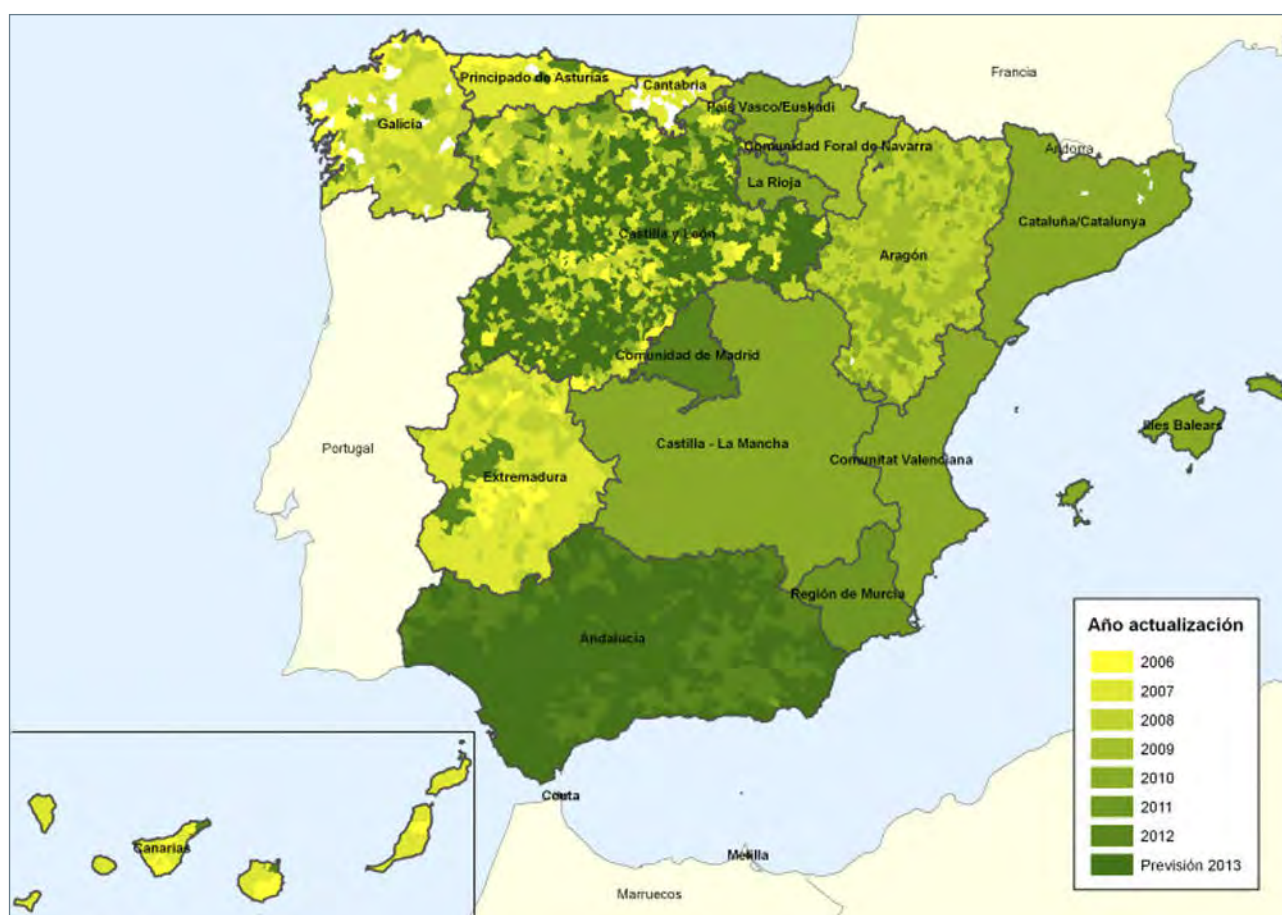 Francia
Principado de Asturias
Cantabria
País Vasco/Euskadi
Galicia
Comunidad Foral de Navarra
Andorra
La Rioja
Cataluña/Catalunya
Castilla y León
Aragón
Comunidad de Madrid
Illes Balears
Portugal
Castilla - La Mancha
Comunitat Valenciana
Extremadura
Región de Murcia
Andalucía
Año actualización
2006
2007
2008
2009
2010
2011
2012
Previsión 2013
Ceuta
Canarias
Melilla
Marruecos